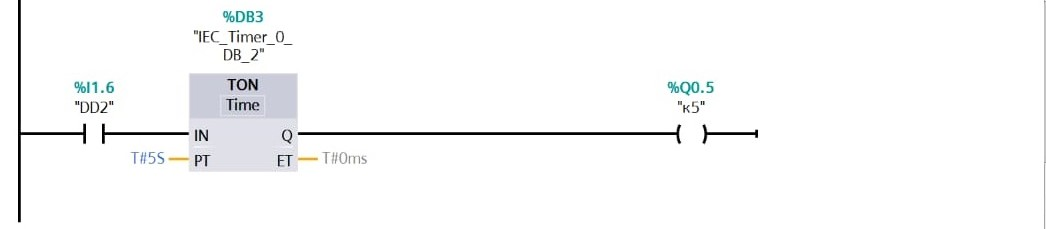 %DB3
"IEC_Timer_0_
DB_2"
%I1.6
"DD2"
TON
Time
%Q0.5
"к5"
IN
Q
T#5S
PT
ET
T#0ms